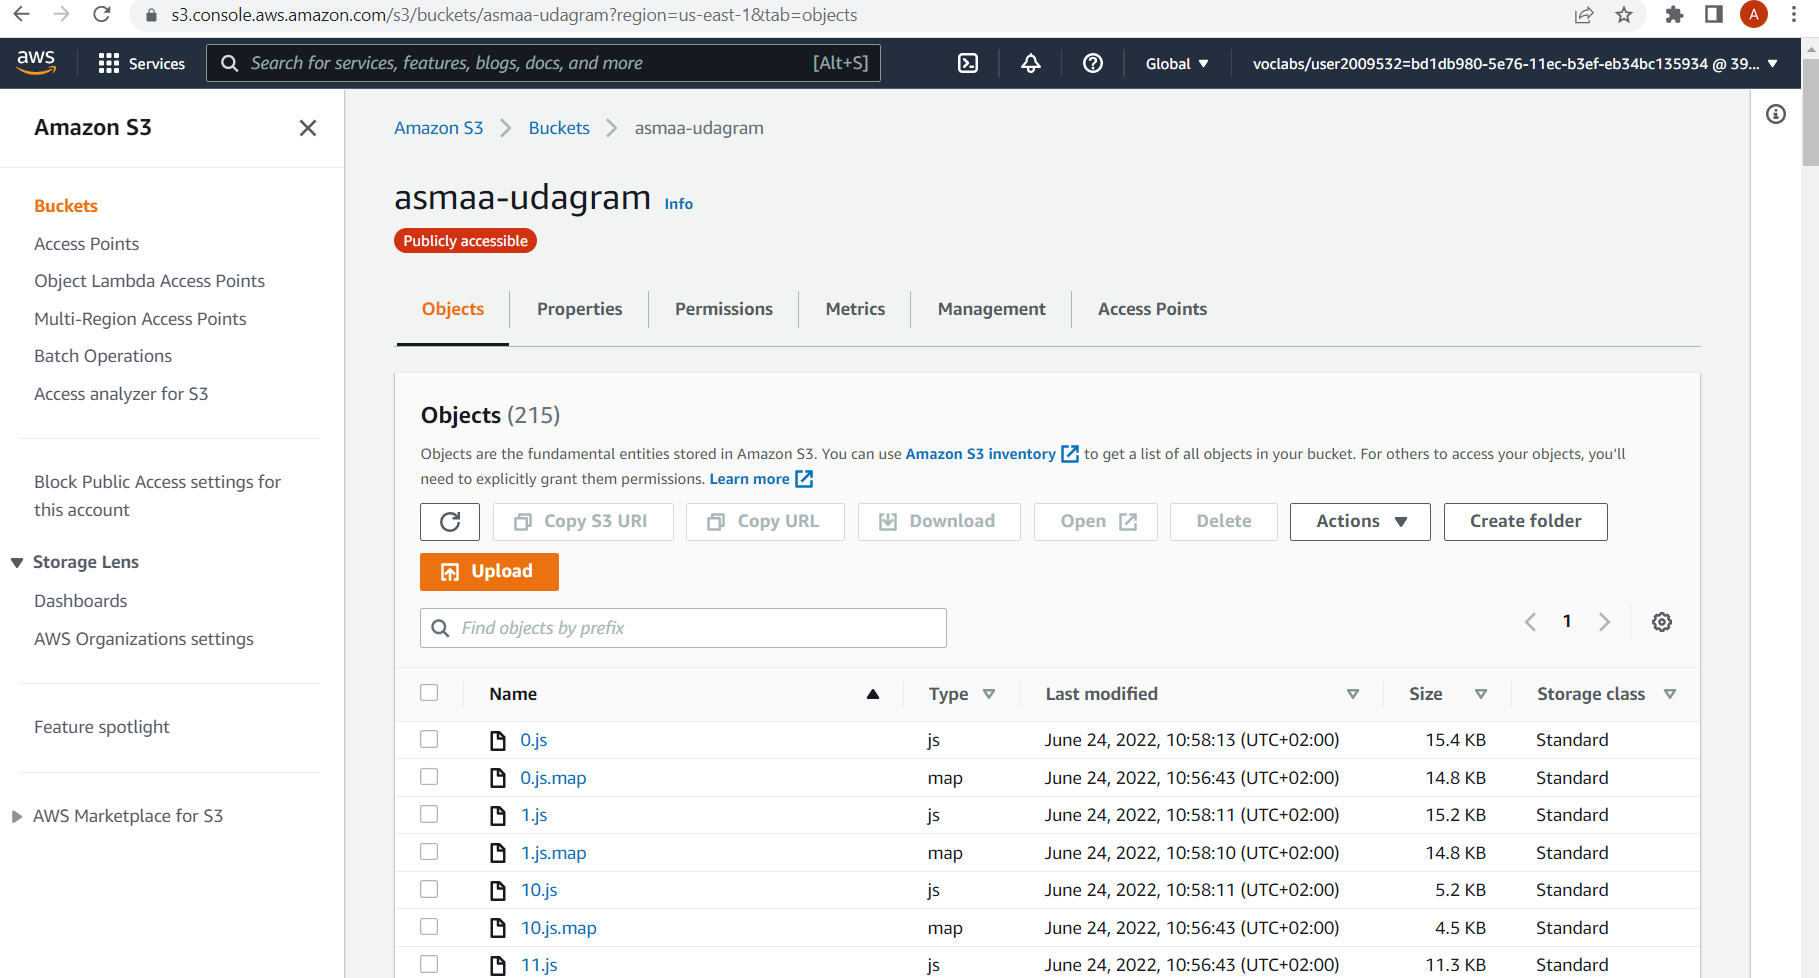 s3.console.aws.amazon.com/s3/buckets/asmaa-udagram?region=us-east-1&tab=objects
A
aws
Services
Search for services, features, blogs, docs, and more
[Alt+S]
Global
voclabs/user2009532=bd1db980-5e76-11ec-b3ef-eb34bc135934 @ 39...
Amazon S3
Buckets
Access Points
Object Lambda Access Points
Multi-Region Access Points
Batch Operations
Access analyzer for S3
Block Public Access settings for
this account
Storage Lens
Dashboards
AWS Organizations settings
Feature spotlight
AWS Marketplace for S3
Amazon S3 > Buckets > asmaa-udagram
asmaa-udagram Info
Publicly accessible
Objects Properties Permissions Metrics Management Access Points
Objects (215)
Objects are the fundamental entities stored in Amazon S3. You can use Amazon S3 inventory to get a list of all objects in your bucket. For others to access your objects, you'll
need to explicitly grant them permissions. Learn more
Copy S3 URI Copy URL Download Open Delete Actions Create folder
Upload
Find objects by prefix
1
Name Type Last modified Size Storage class
0.js js June 24, 2022, 10:58:13 (UTC+02:00) 15.4 KB Standard
0.js.map map June 24, 2022, 10:56:43 (UTC+02:00) 14.8 KB Standard
1.js js June 24, 2022, 10:58:11 (UTC+02:00) 15.2 KB Standard
1.js.map map June 24, 2022, 10:58:10 (UTC+02:00) 14.8 KB Standard
10.js js June 24, 2022, 10:58:11 (UTC+02:00) 5.2 KB Standard
10.js.map map June 24, 2022, 10:56:43 (UTC+02:00) 4.5 KB Standard
11.js js June 24, 2022, 10:56:43 (UTC+02:00) 11.3 KB Standard